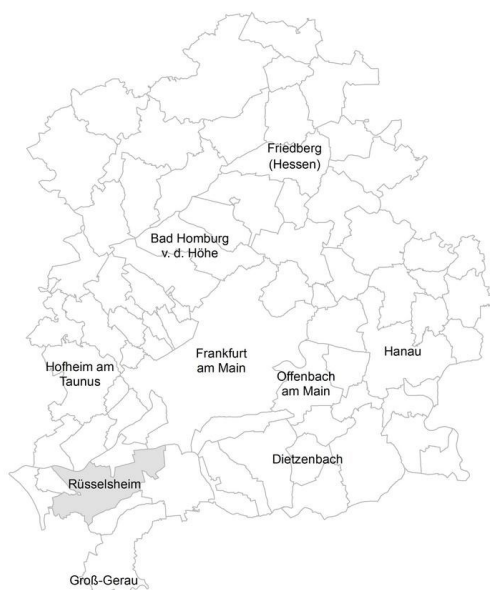 Friedberg
(Hessen)
Bad Homburg
v. d. Höhe
Frankfurt
am Main
Hanau
Hofheim am
Taunus
Offenbach
am Main
Dietzenbach
Rüsselsheim
Groß-Gerau